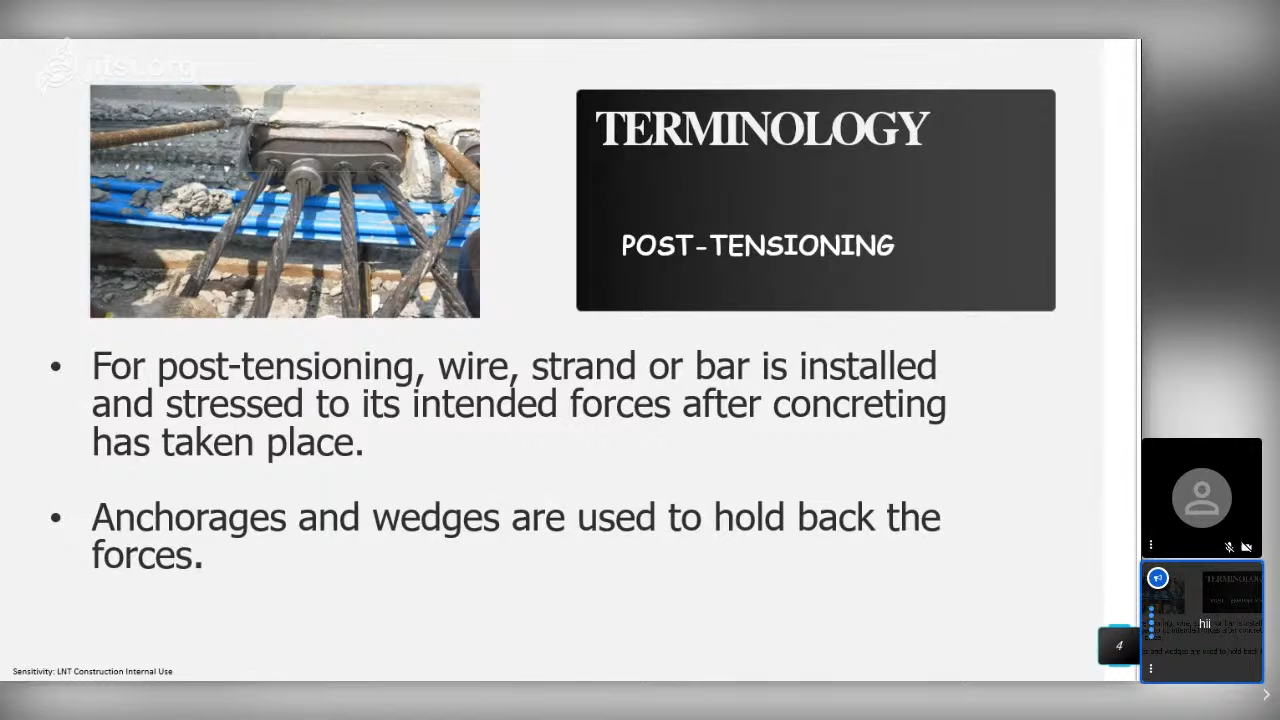 jitsi.org
TERMINOLOGY
POST-TENSIONING
• For post-tensioning, wire, strand or bar is installed
and stressed to its intended forces after concreting
has taken place.
• Anchorages and wedges are used to hold back the
forces.
4
hii
Sensitivity: LNT Construction Internal Use